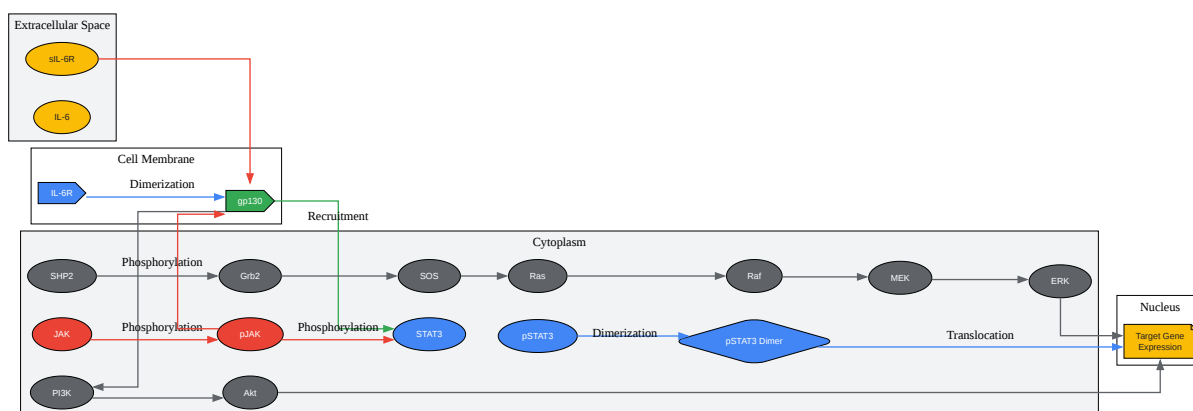 Extracellular Space
sIL-6R
IL-6
Cell Membrane
IL-6R
Dimerization
gp130
Recruitment
Cytoplasm
SHP2
Phosphorylation
Grb2
SOS
Ras
Raf
MEK
ERK
JAK
Phosphorylation
pJAK
Phosphorylation
STAT3
pSTAT3
Dimerization
pSTAT3 Dimer
Translocation
Nucleus
Target Gene
Expression
PI3K
Akt